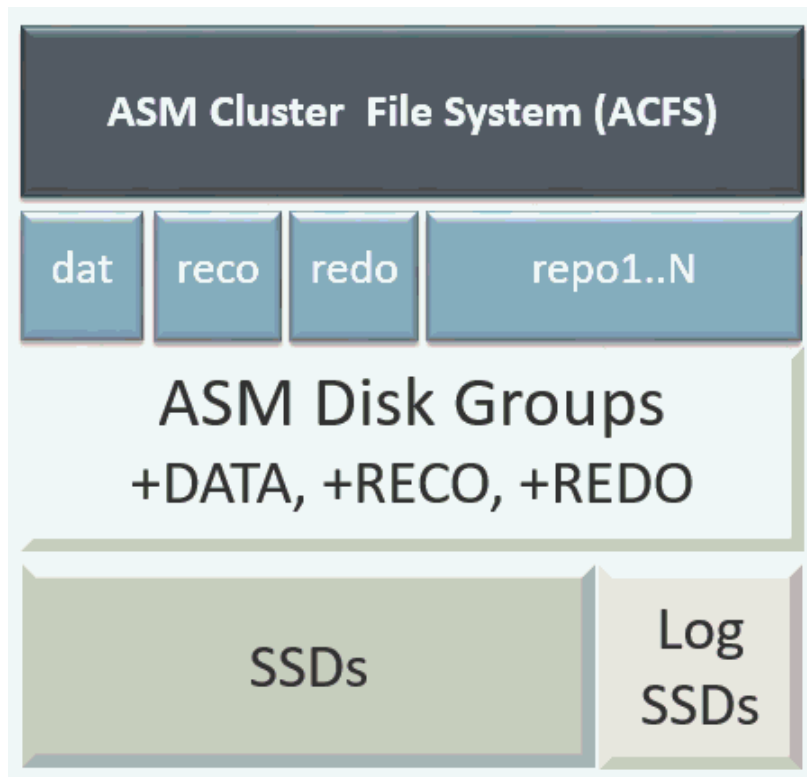 ASM Cluster File System (ACFS)
dat reco redo repo1..N
ASM Disk Groups
+DATA, +RECO, +REDO
SSDs
Log
SSDs